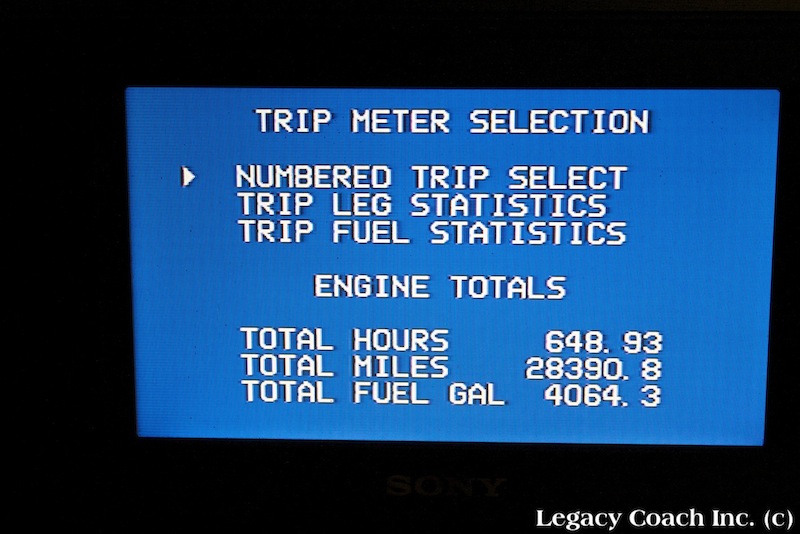 TRIP METER SELECTION
NUMBERED TRIP SELECT
TRIP LEG STATISTICS
TRIP FUEL STATISTICS
ENGINE TOTALS
TOTAL HOURS 648.93
TOTAL MILES 28390.8
TOTAL FUEL GAL 4064.3
SONY
Legacy Coach Inc. (c)